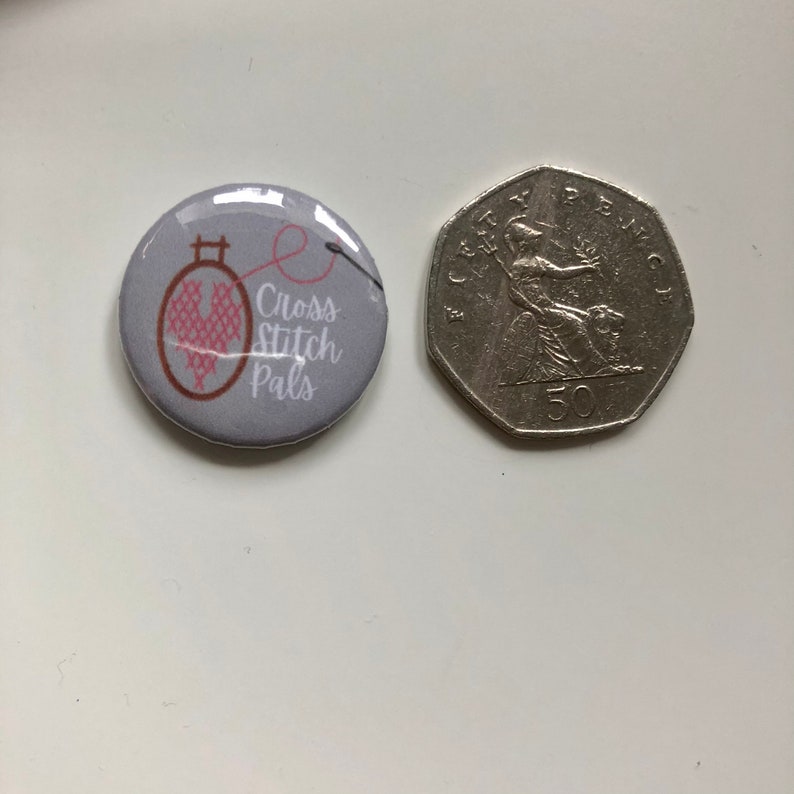 Cross
Stitch
Pals
FIFTY PENCE
50